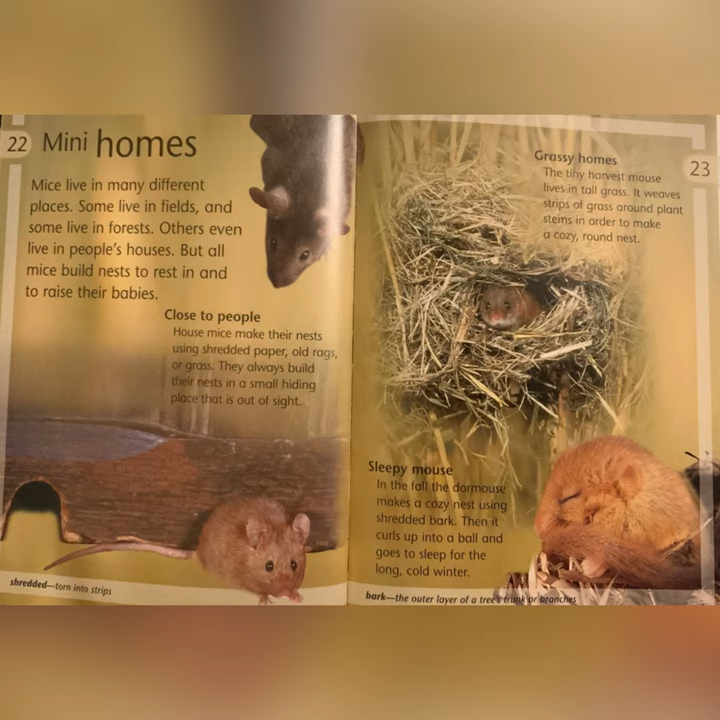 22
Mini homes
Mice live in many different
places. Some live in fields, and
some live in forests. Others even
live in people's houses. But all
mice build nests to rest in and
to raise their babies.
Close to people
House mice make their nests
using shredded paper, old rags,
or grass. They always build
their nests in a small hiding
place that is out of sight.
shredded—torn into strips
23
Grassy homes
The tiny harvest mouse
lives in tall grass. It weaves
strips of grass around plant
stems in order to make
a cozy, round nest.
Sleepy mouse
In the fall the dormouse
makes a cozy nest using
shredded bark. Then it
curls up into a ball and
goes to sleep for the
long, cold winter.
bark—the outer layer of a tree's trunk or branches